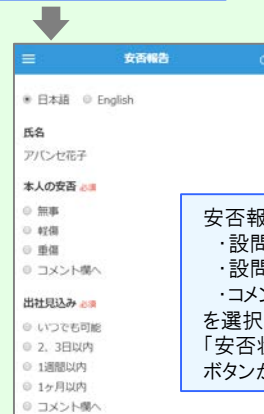 安否報告
日本語 English
氏名
アバンセ花子
本人の安否 必須
無事
軽傷
重傷
コメント欄へ
出社見込み 必須
いつでも可能
2、3日以内
1週間以内
1ヶ月以内
コメント欄へ
安否報
・設問
・設問
・コメン
を選択
「安否状
ボタンが